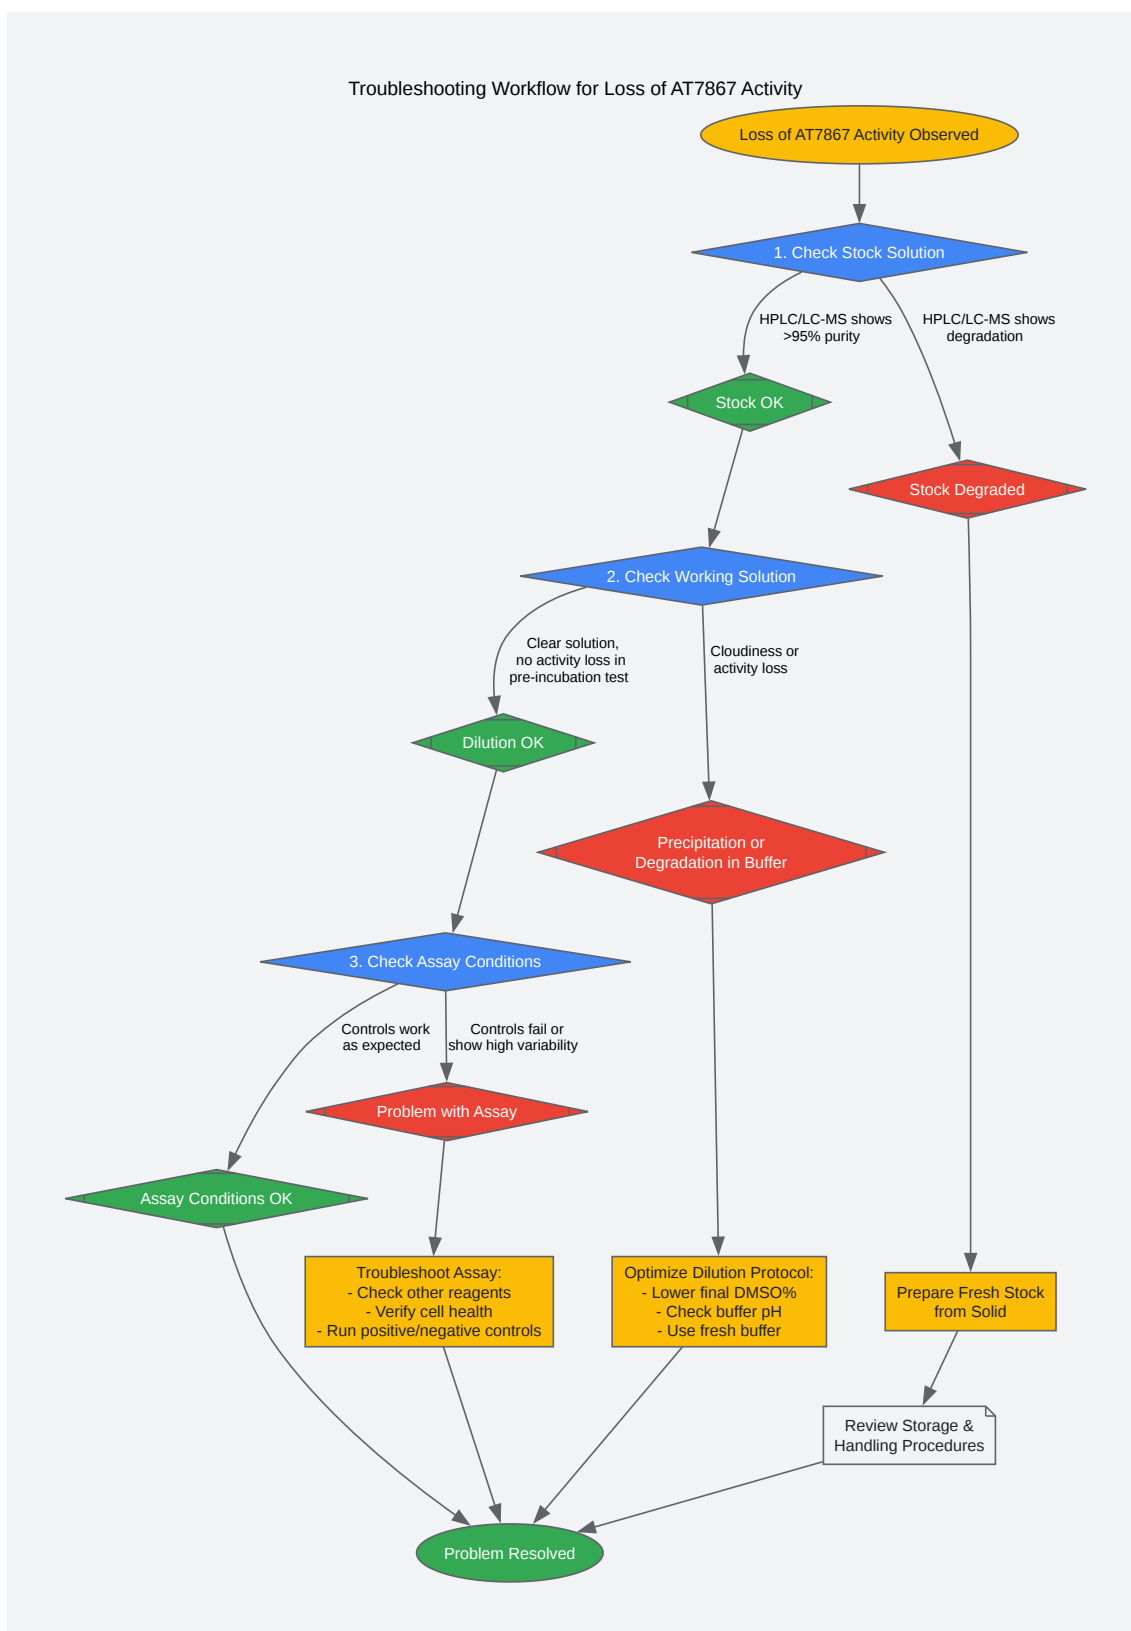 Troubleshooting Workflow for Loss of AT7867 Activity
Loss of AT7867 Activity Observed
1. Check Stock Solution
HPLC/LC-MS shows
>95% purity
HPLC/LC-MS shows
degradation
Stock OK
Stock Degraded
2. Check Working Solution
Clear solution,
no activity loss in
pre-incubation test
Cloudiness or
activity loss
Dilution OK
Precipitation or
Degradation in Buffer
3. Check Assay Conditions
Controls work
as expected
Controls fail or
show high variability
Problem with Assay
Assay Conditions OK
Troubleshoot Assay:
- Check other reagents
- Verify cell health
- Run positive/negative controls
Optimize Dilution Protocol:
- Lower final DMSO%
- Check buffer pH
- Use fresh buffer
Prepare Fresh Stock
from Solid
Review Storage &
Handling Procedures
Problem Resolved